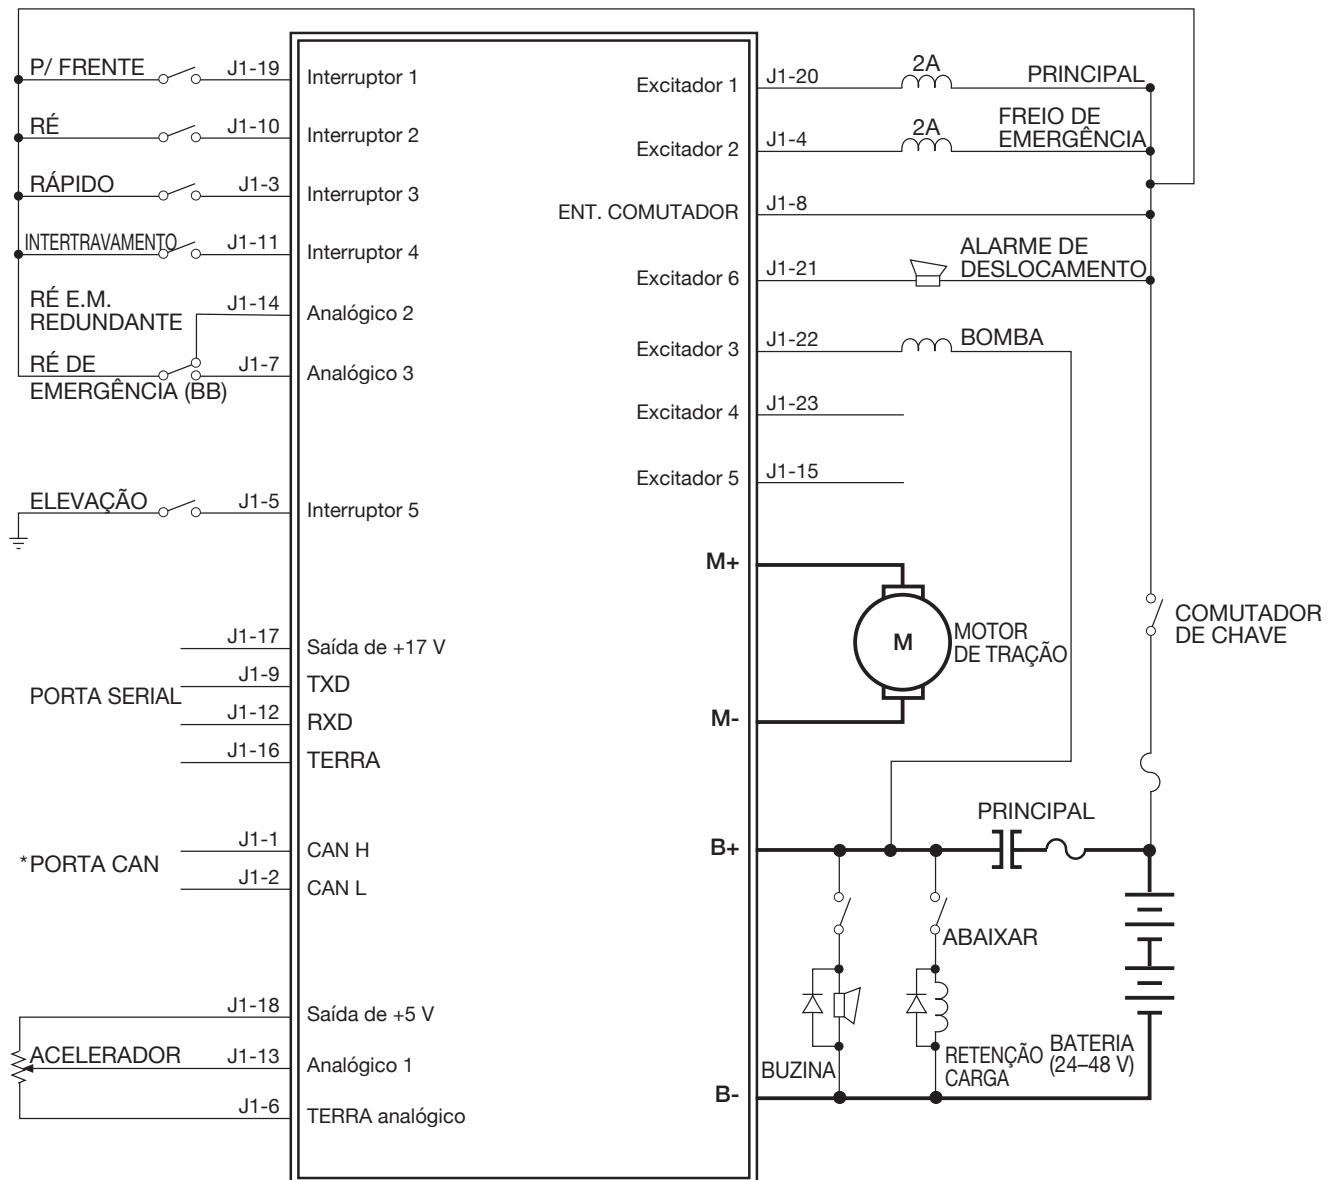 P/ FRENTE
J1-19
Interruptor 1
RÉ
J1-10
Interruptor 2
RÁPIDO
J1-3
Interruptor 3
INTERTRAVAMENTO
J1-11
Interruptor 4
RÉ E.M.
REDUNDANTE
J1-14
Analógico 2
RÉ DE
EMERGÊNCIA (BB)
J1-7
Analógico 3
ELEVAÇÃO
J1-5
Interruptor 5
PORTA SERIAL
J1-17
Saída de +17 V
J1-9
TXD
J1-12
RXD
J1-16
TERRA
*PORTA CAN
J1-1
CAN H
J1-2
CAN L
J1-18
Saída de +5 V
ACELERADOR
J1-13
Analógico 1
J1-6
TERRA analógico
Excitador 1
J1-20
2A
PRINCIPAL
Excitador 2
J1-4
2A
FREIO DE
EMERGÊNCIA
ENT. COMUTADOR
J1-8
Excitador 6
J1-21
ALARME DE
DESLOCAMENTO
Excitador 3
J1-22
BOMBA
Excitador 4
J1-23
Excitador 5
J1-15
M+
M
MOTOR
DE TRAÇÃO
M-
COMUTADOR
DE CHAVE
PRINCIPAL
B+
ABAIXAR
BUZINA
RETENÇÃO
CARGA
BATERIA
(24–48 V)
B-